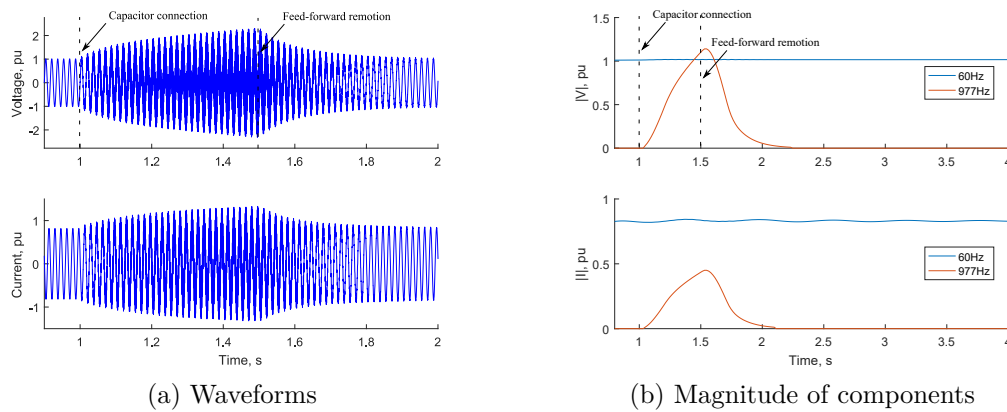 Capacitor connection
Feed-forward remotion
Voltage, pu
2
1
0
-1
-2
1
1.2
1.4
1.6
1.8
2
Current, pu
1
0
-1
1
1.2
1.4
1.6
1.8
2
Time, s
(a) Waveforms
Capacitor connection
Feed-forward remotion
|V|, pu
1.5
1
0.5
0
60Hz
977Hz
1
1.5
2
2.5
3
3.5
4
|I|, pu
1
0.5
0
60Hz
977Hz
1
1.5
2
2.5
3
3.5
4
Time, s
(b) Magnitude of components